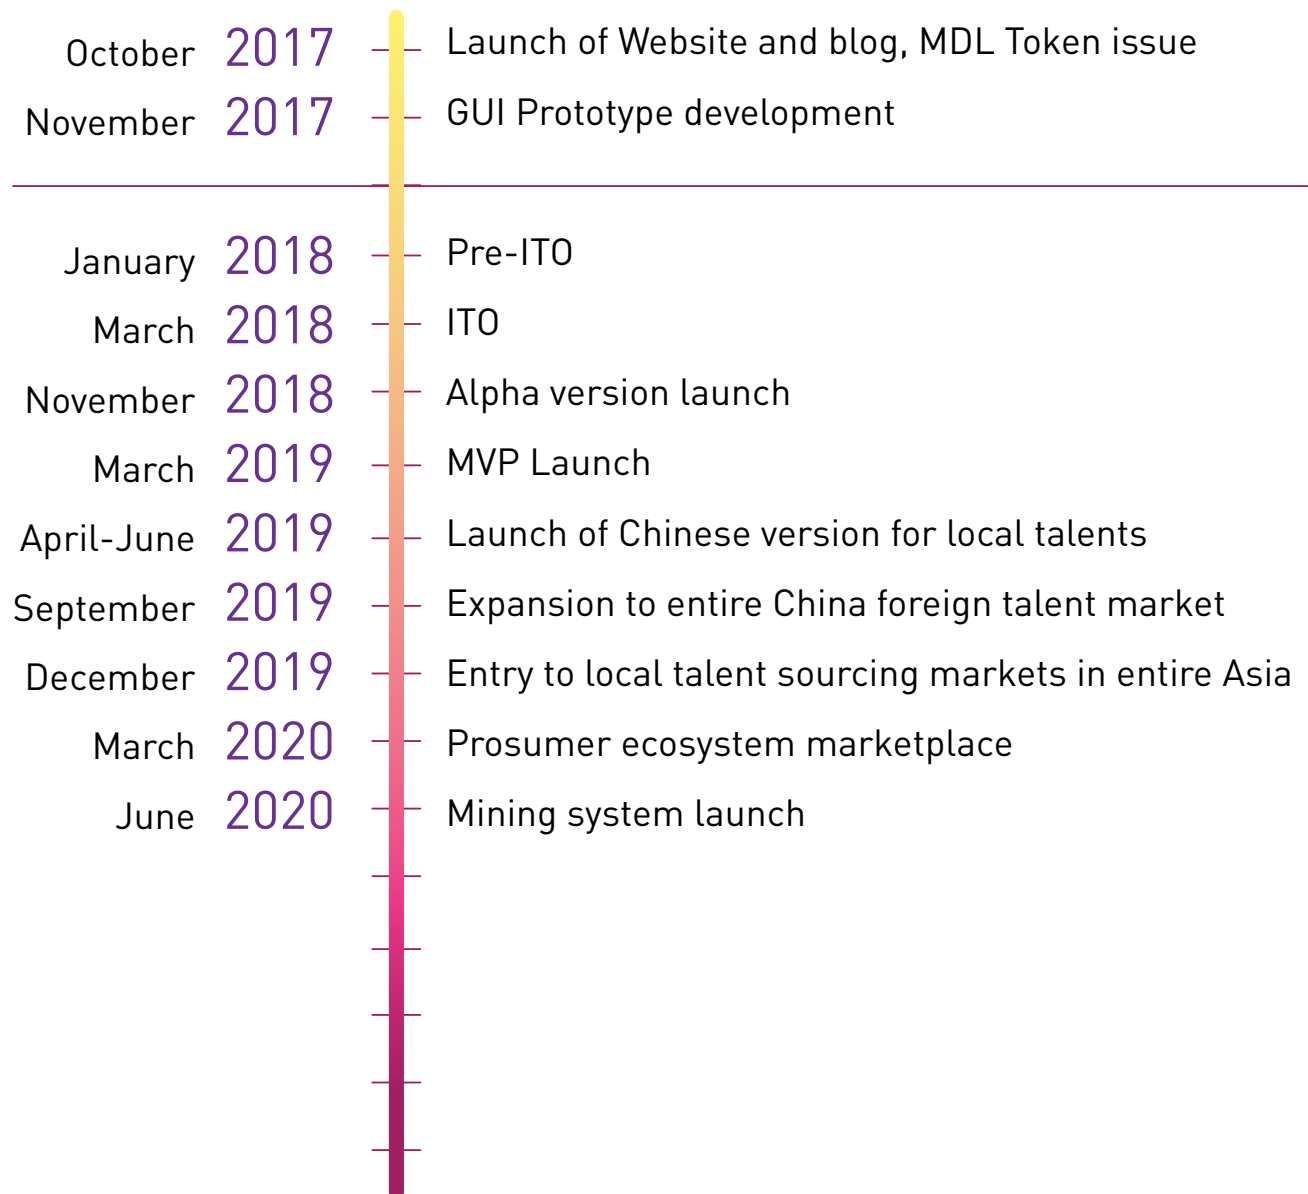 October 2017 Launch of Website and blog, MDL Token issue
November 2017 GUI Prototype development
January 2018 Pre-ITO
March 2018 ITO
November 2018 Alpha version launch
March 2019 MVP Launch
April-June 2019 Launch of Chinese version for local talents
September 2019 Expansion to entire China foreign talent market
December 2019 Entry to local talent sourcing markets in entire Asia
March 2020 Prosumer ecosystem marketplace
June 2020 Mining system launch